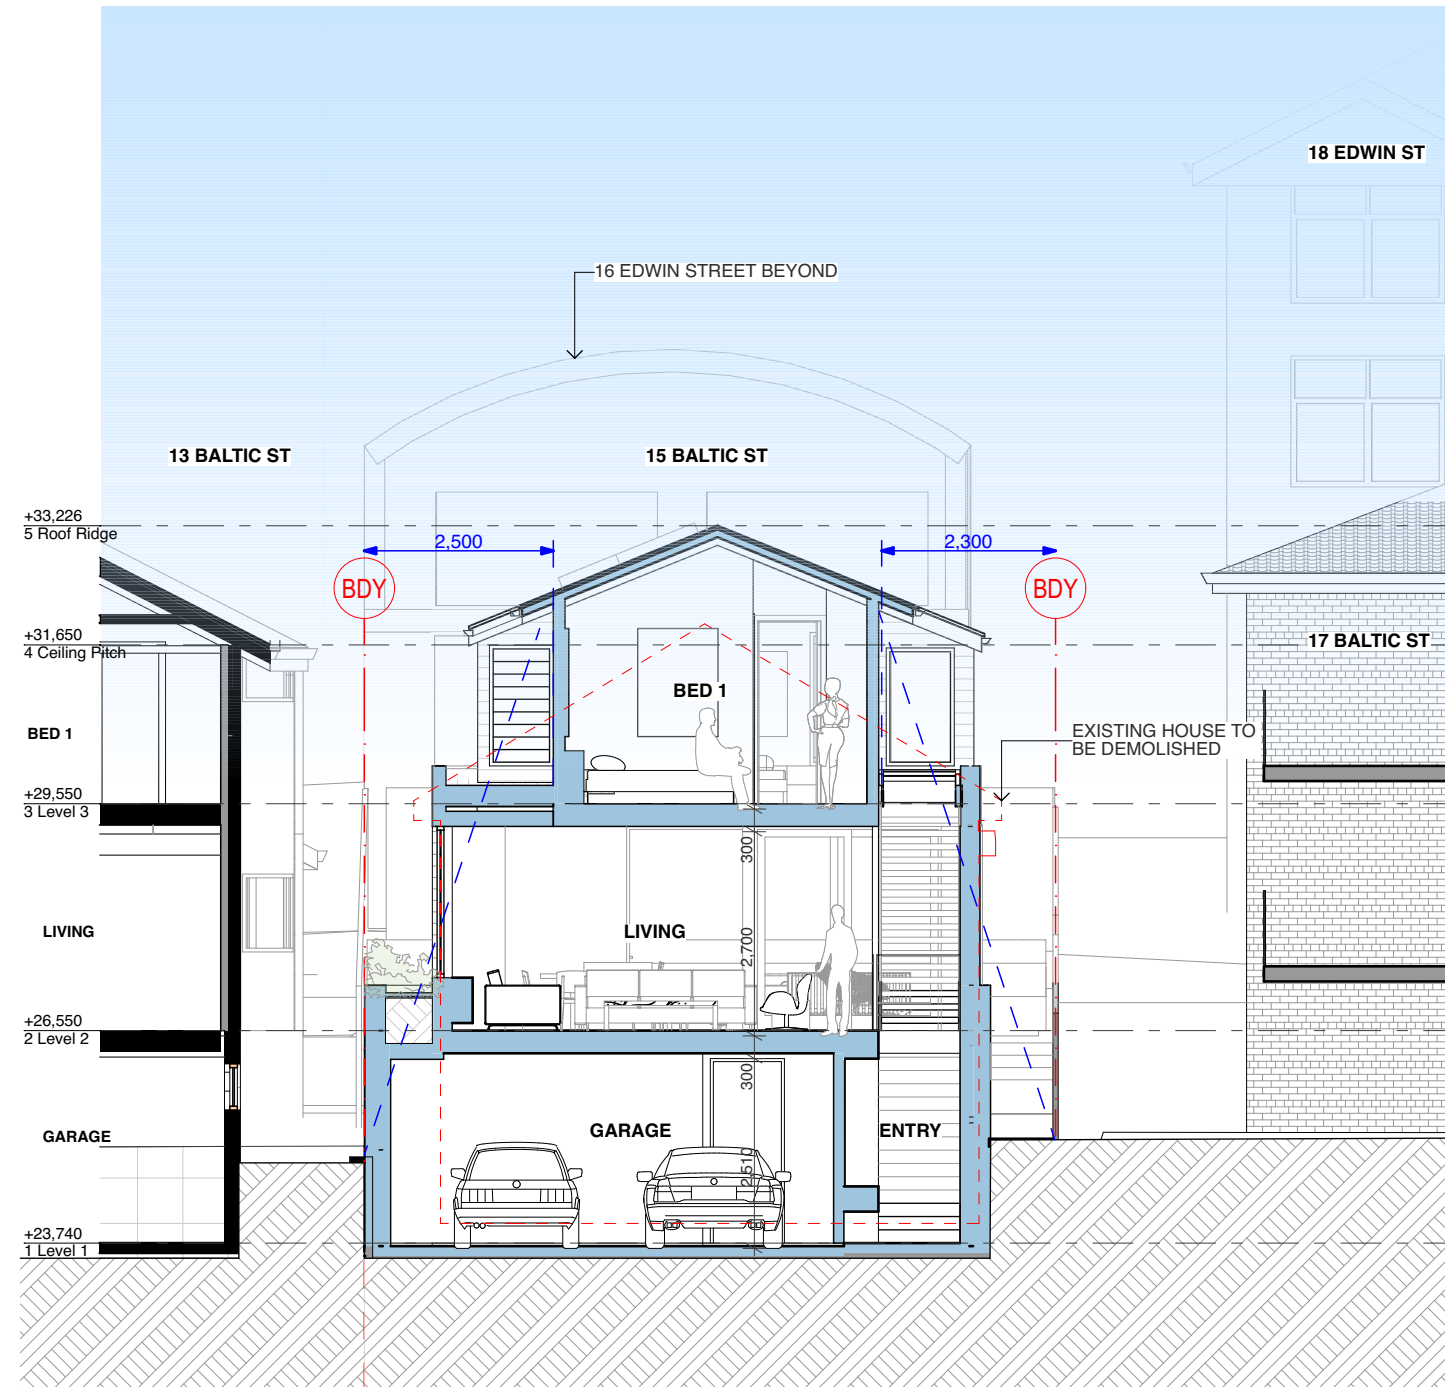 18 EDWIN ST
16 EDWIN STREET BEYOND
13 BALTIC ST
15 BALTIC ST
+33,226
5 Roof Ridge
2,500
2,300
BDY
BDY
+31,650
4 Ceiling Pitch
17 BALTIC ST
BED 1
BED 1
EXISTING HOUSE TO
BE DEMOLISHED
+29,550
3 Level 3
300
LIVING
LIVING
2,700
+26,550
2 Level 2
300
GARAGE
GARAGE
ENTRY
2,510
+23,740
1 Level 1